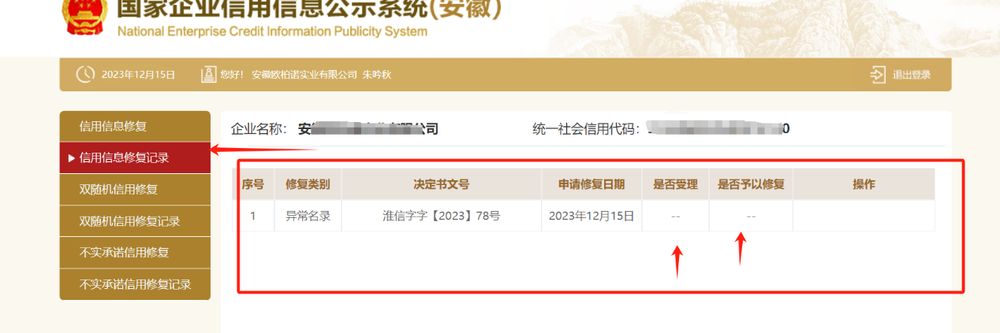 国家企业信用信息公示系统(安徽)
National Enterprise Credit Information Publicity System
2023年12月15日 您好! 安徽欧柏诺实业有限公司 朱吟秋 退出登录
信用信息修复
信用信息修复记录
双随机信用修复
双随机信用修复记录
不实承诺信用修复
不实承诺信用修复记录
企业名称: 安 公司 统一社会信用代码: 0
序号 修复类别 决定书文号 申请修复日期 是否受理 是否予以修复 操作
1 异常名录 淮信字字【2023】78号 2023年12月15日 -- --